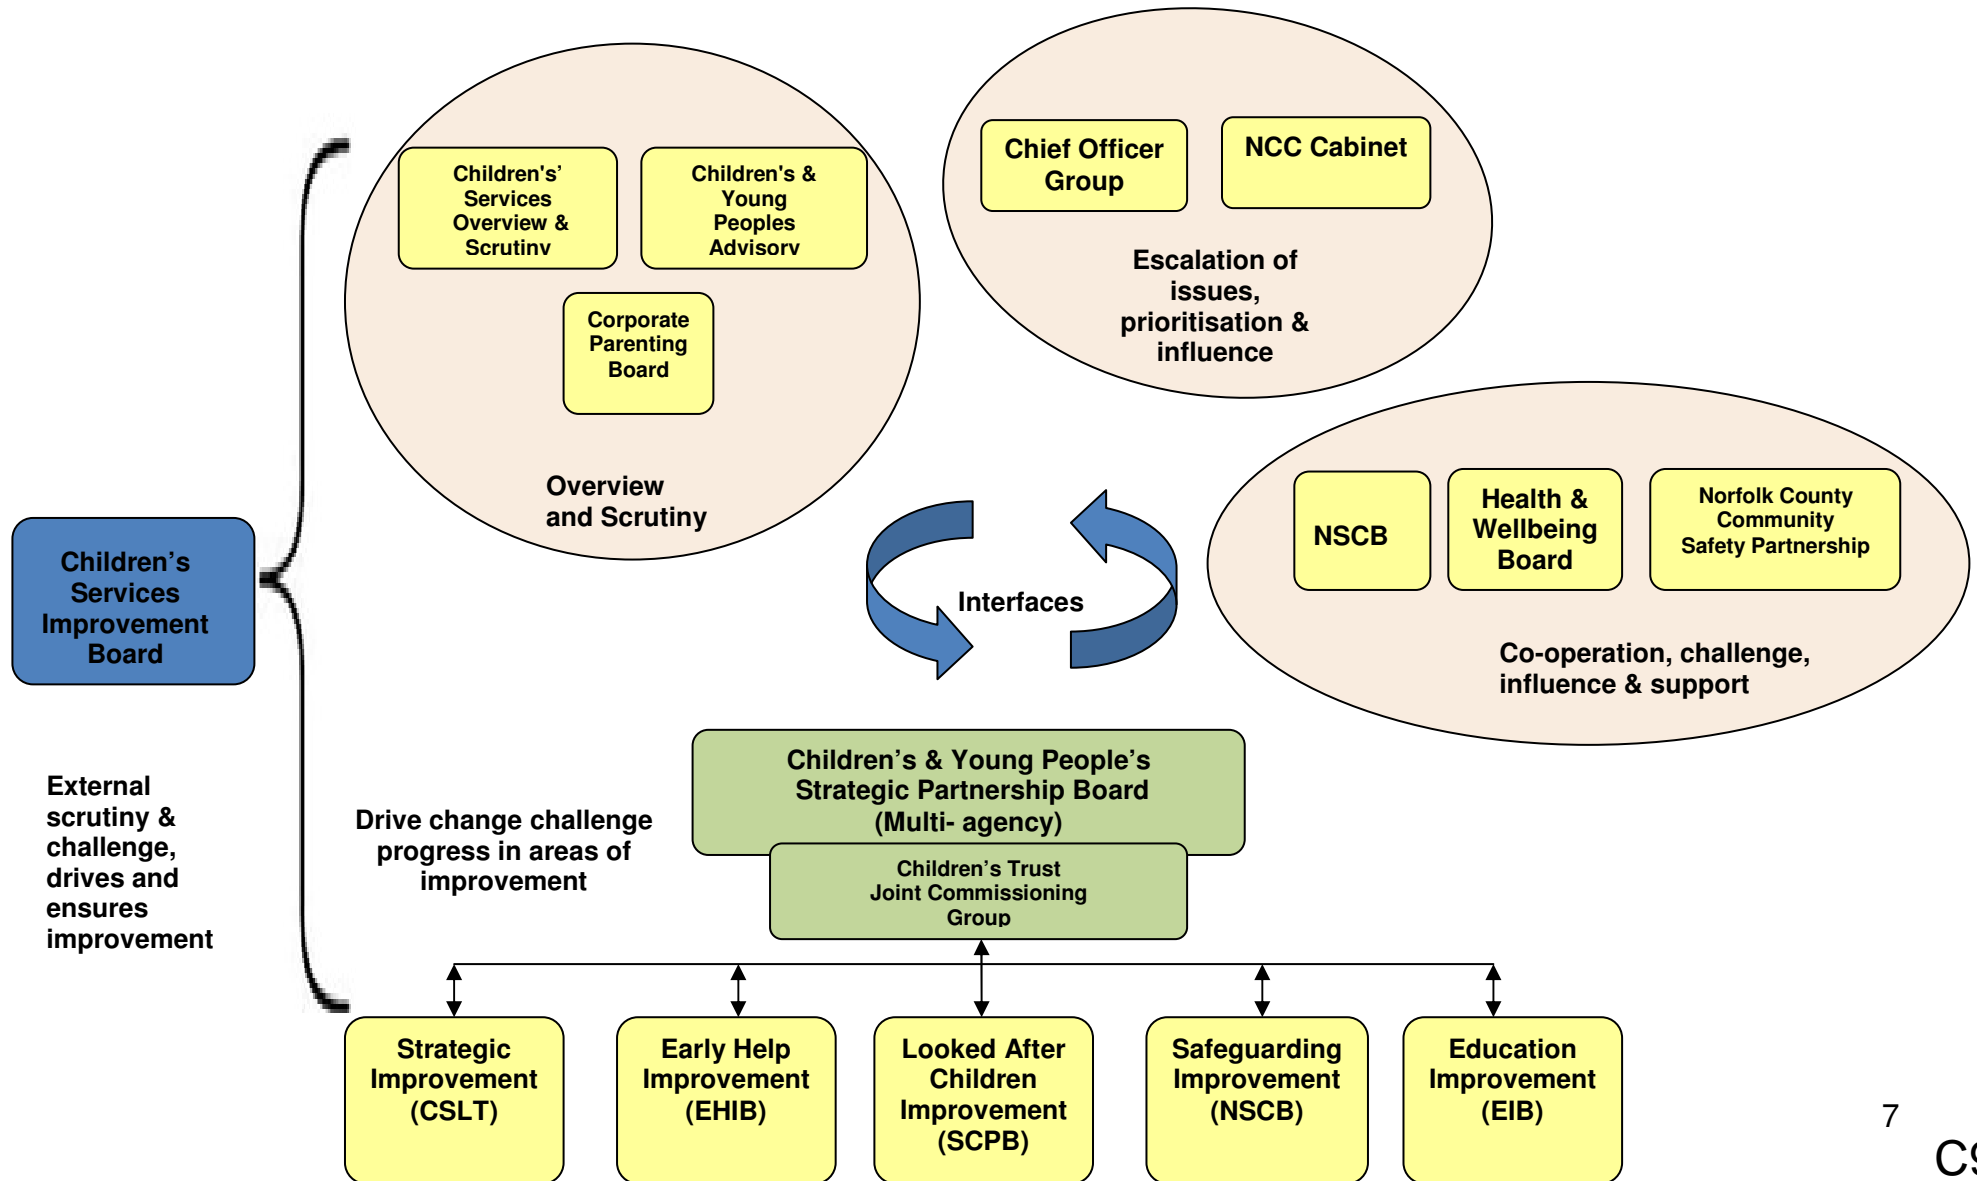 Children's’
Services
Overview &
Scrutiny
Children's &
Young
Peoples
Advisory
Corporate
Parenting
Board
Overview
and Scrutiny
Chief Officer
Group
NCC Cabinet
Escalation of
issues,
prioritisation &
influence
NSCB
Health &
Wellbeing
Board
Norfolk County
Community
Safety Partnership
Co-operation, challenge,
influence & support
Interfaces
Children’s
Services
Improvement
Board
External
scrutiny &
challenge,
drives and
ensures
improvement
Drive change challenge
progress in areas of
improvement
Children’s & Young People’s
Strategic Partnership Board
(Multi- agency)
Children’s Trust
Joint Commissioning
Group
Strategic
Improvement
(CSLT)
Early Help
Improvement
(EHIB)
Looked After
Children
Improvement
(SCPB)
Safeguarding
Improvement
(NSCB)
Education
Improvement
(EIB)
7